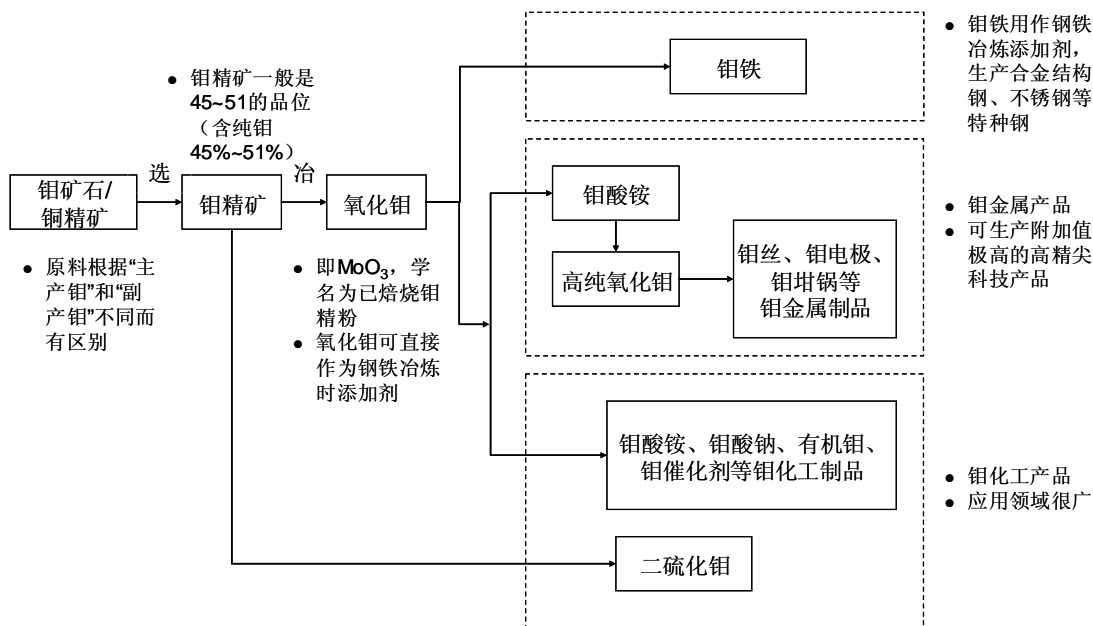 钼铁
● 钼铁用作钢铁
冶炼添加剂，
生产合金结构
钢、不锈钢等
特种钢
● 钼精矿一般是
45~51的品位
（含纯钼
45%~51%）
选
冶
钼矿石/
铜精矿
钼精矿
氧化钼
● 原料根据“主
产钼”和“副
产钼”不同而
有区别
● 即MoO₃，学
名为已焙烧钼
精粉
● 氧化钼可直接
作为钢铁冶炼
时添加剂
钼酸铵
高纯氧化钼
钼丝、钼电极、
钼坩锅等
钼金属制品
● 钼金属产品
● 可生产附加值
极高的高精尖
科技产品
钼酸铵、钼酸钠、有机钼、
钼催化剂等钼化工制品
二硫化钼
● 钼化工产品
● 应用领域很广